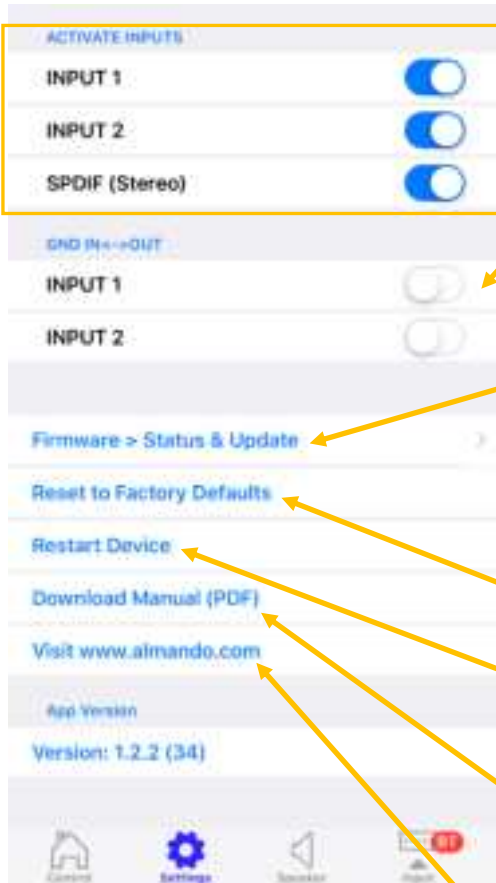 ACTIVATE INPUTS
INPUT 1
INPUT 2
SPDIF (Stereo)
GND IN<-->OUT
INPUT 1
INPUT 2
Firmware > Status & Update
Reset to Factory Defaults
Restart Device
Download Manual (PDF)
Visit www.almando.com
App Version
Version: 1.2.2 (34)
Control Settings Speaker Input